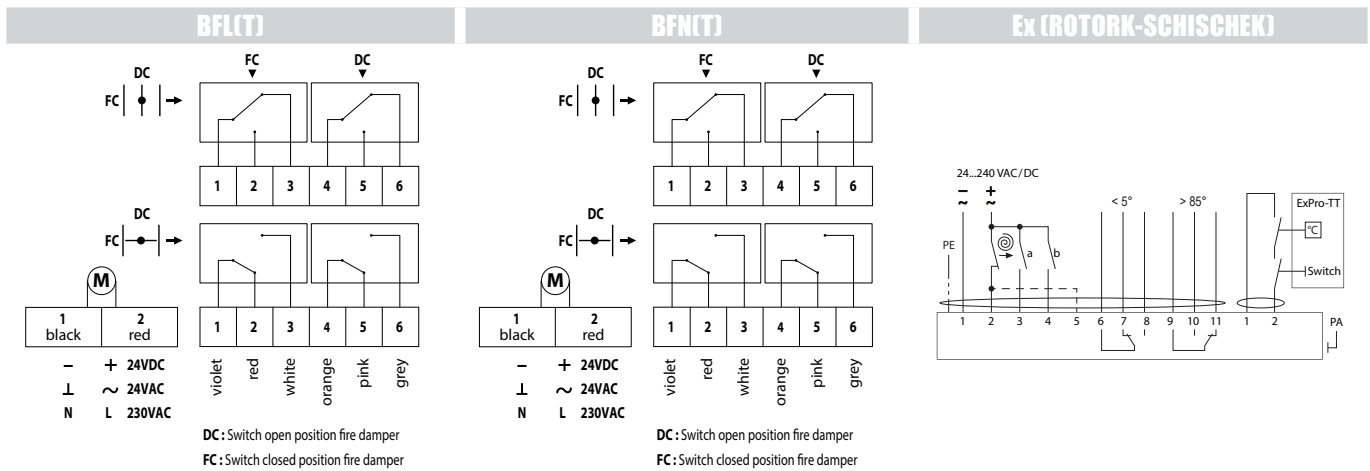 BFL(T)
BFN(T)
Ex (ROTORK-SCHISCHEK)
FC DC
DC
FC
1 2 3 4 5 6
DC
FC
M
1 black
2 red
1 2 3 4 5 6
violet red white orange pink grey
– + 24VDC
⊥ ~ 24VAC
N L 230VAC
DC : Switch open position fire damper
FC : Switch closed position fire damper
FC DC
DC
FC
1 2 3 4 5 6
DC
FC
M
1 black
2 red
1 2 3 4 5 6
violet red white orange pink grey
– + 24VDC
⊥ ~ 24VAC
N L 230VAC
DC : Switch open position fire damper
FC : Switch closed position fire damper
24...240 VAC/DC
– +
~ ~
< 5° > 85°
ExPro-TT
°C
PE
a b
Switch
1 2 3 4 5 6 7 8 9 10 11 1 2
PA